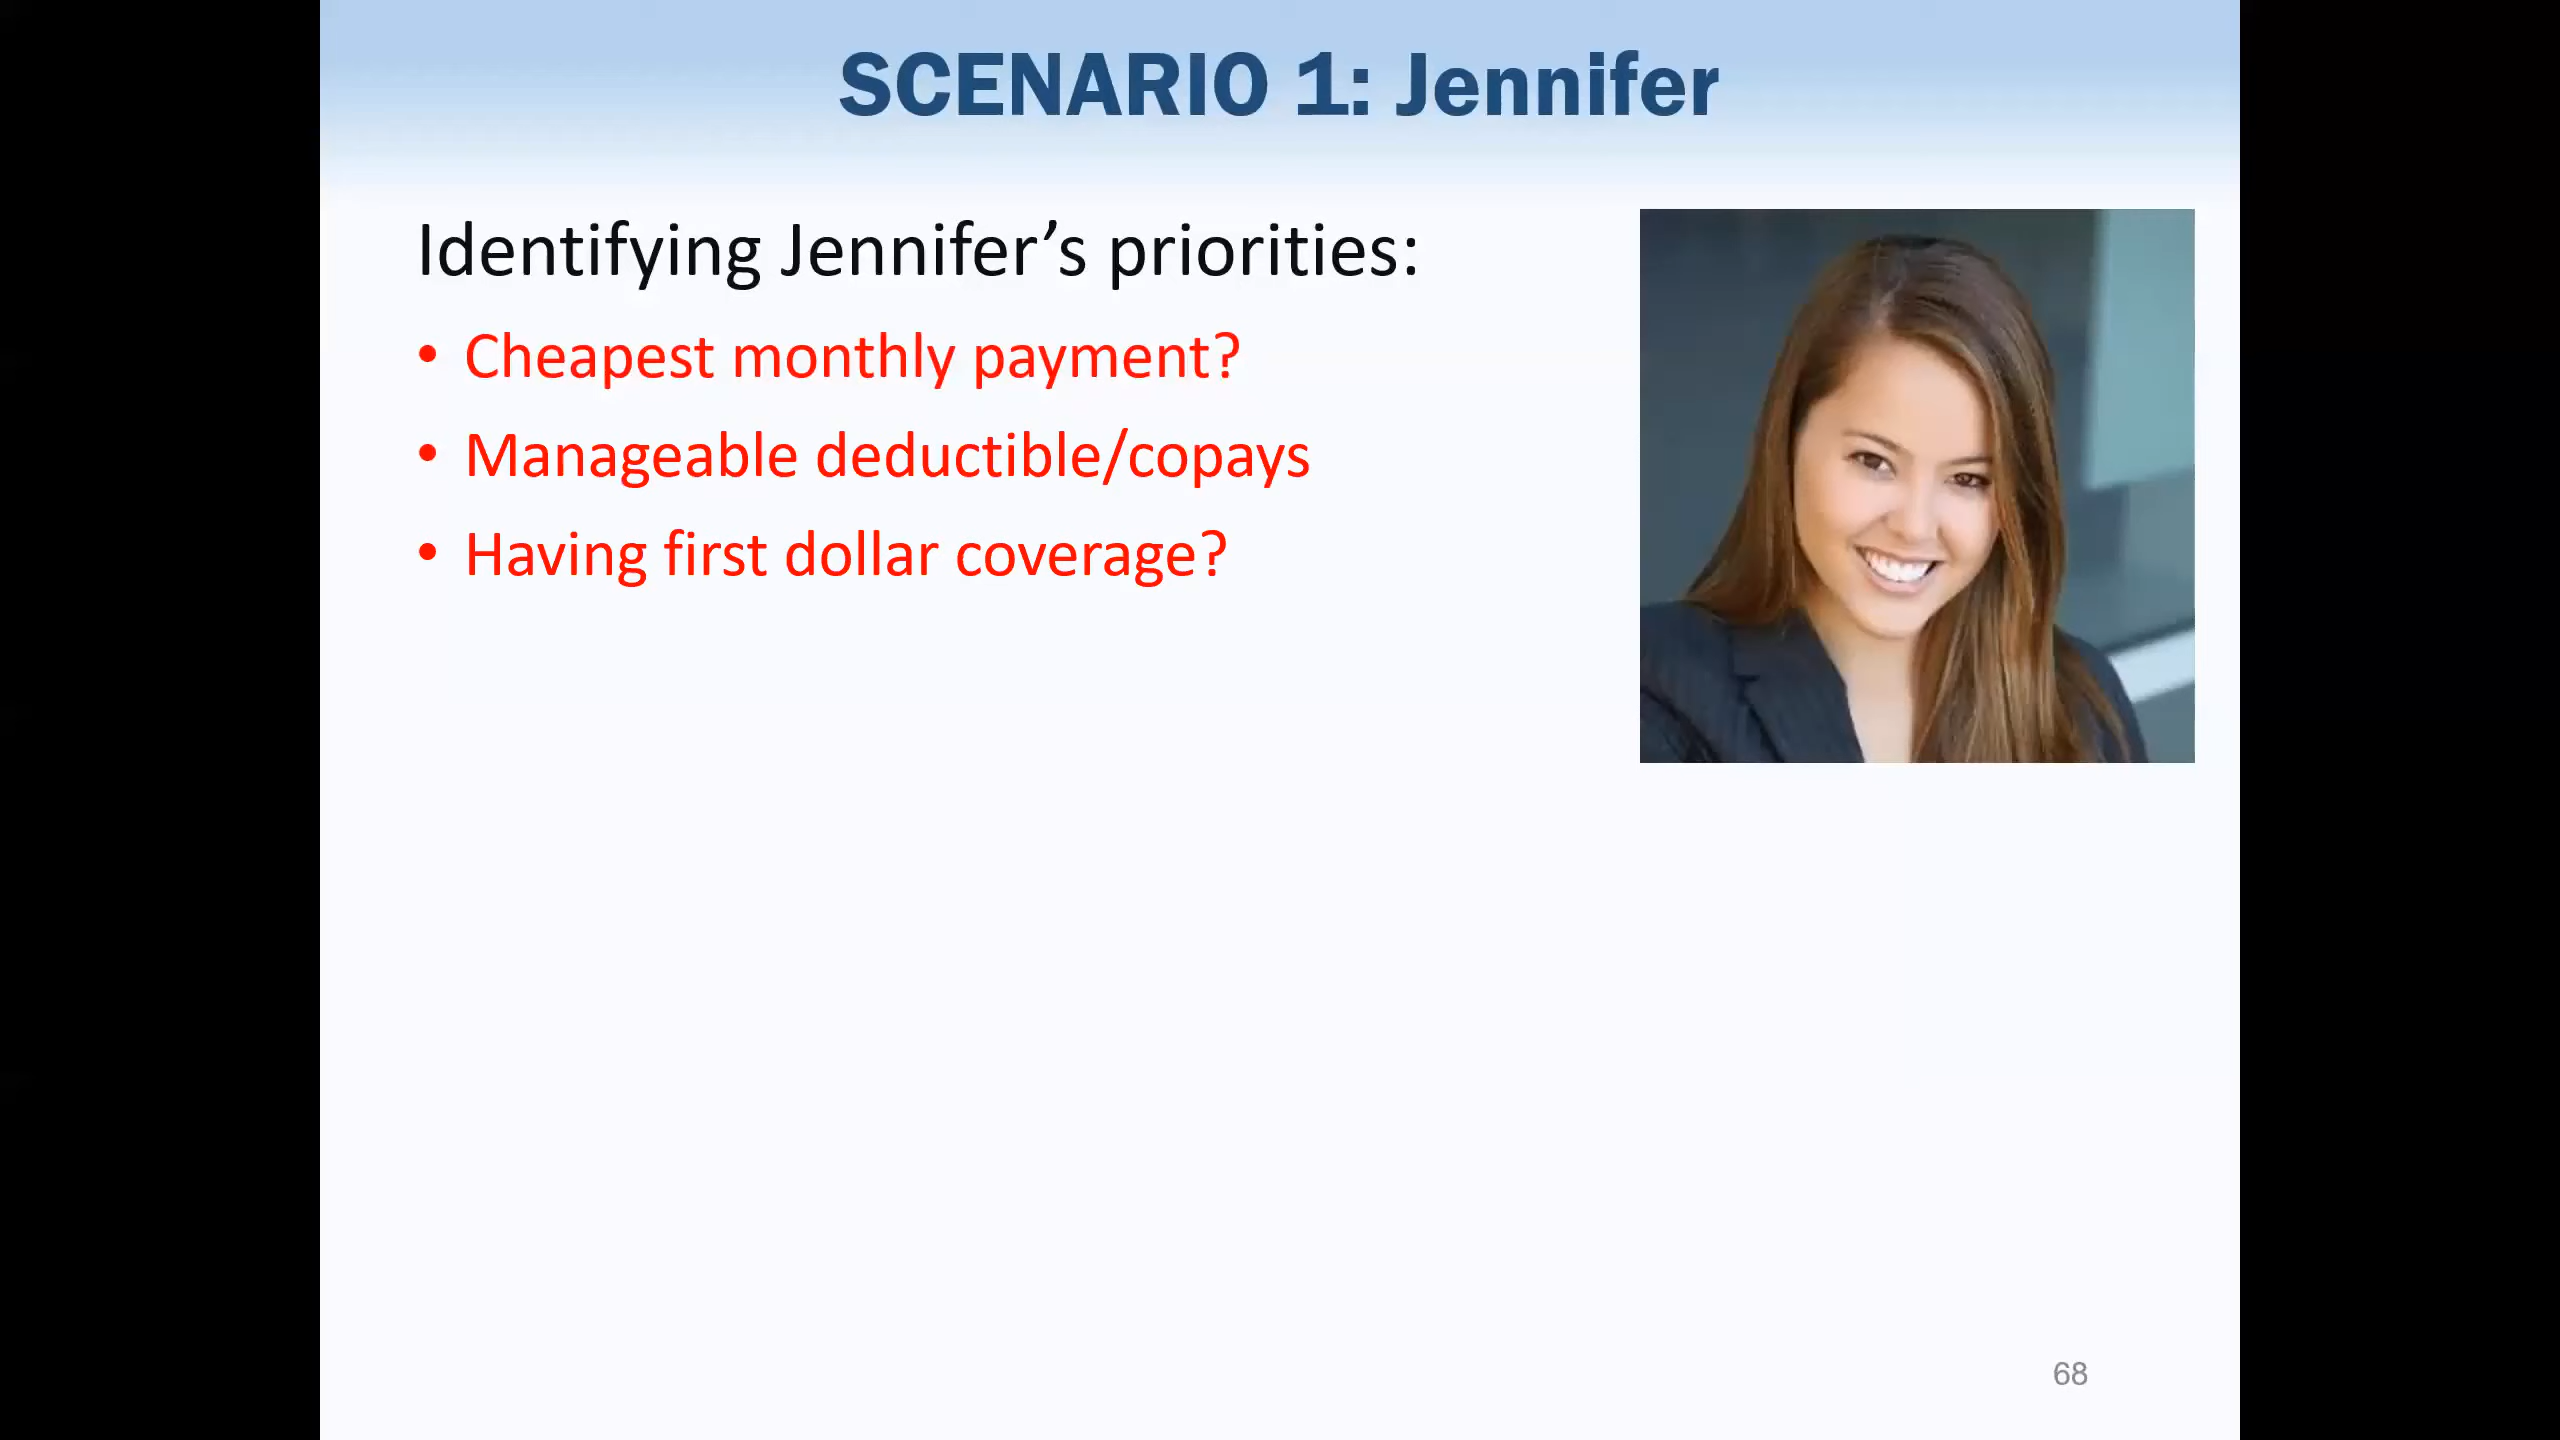 SCENARIO 1: Jennifer
Identifying Jennifer’s priorities:
• Cheapest monthly payment?
• Manageable deductible/copays
• Having first dollar coverage?
68